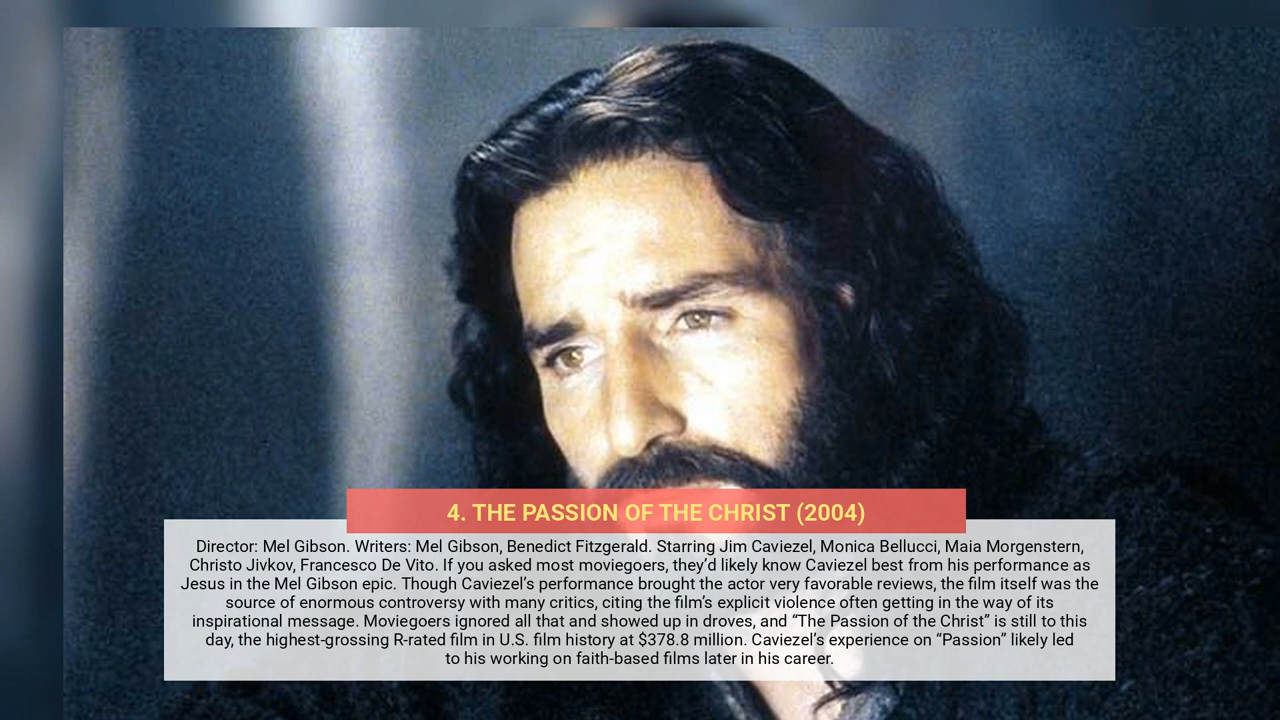 4. THE PASSION OF THE CHRIST (2004)
Director: Mel Gibson. Writers: Mel Gibson, Benedict Fitzgerald. Starring Jim Caviezel, Monica Bellucci, Maia Morgenstern,
Christo Jivkov, Francesco De Vito. If you asked most moviegoers, they’d likely know Caviezel best from his performance as
Jesus in the Mel Gibson epic. Though Caviezel’s performance brought the actor very favorable reviews, the film itself was the
source of enormous controversy with many critics, citing the film’s explicit violence often getting in the way of its
inspirational message. Moviegoers ignored all that and showed up in droves, and “The Passion of the Christ” is still to this
day, the highest-grossing R-rated film in U.S. film history at $378.8 million. Caviezel’s experience on “Passion” likely led
to his working on faith-based films later in his career.